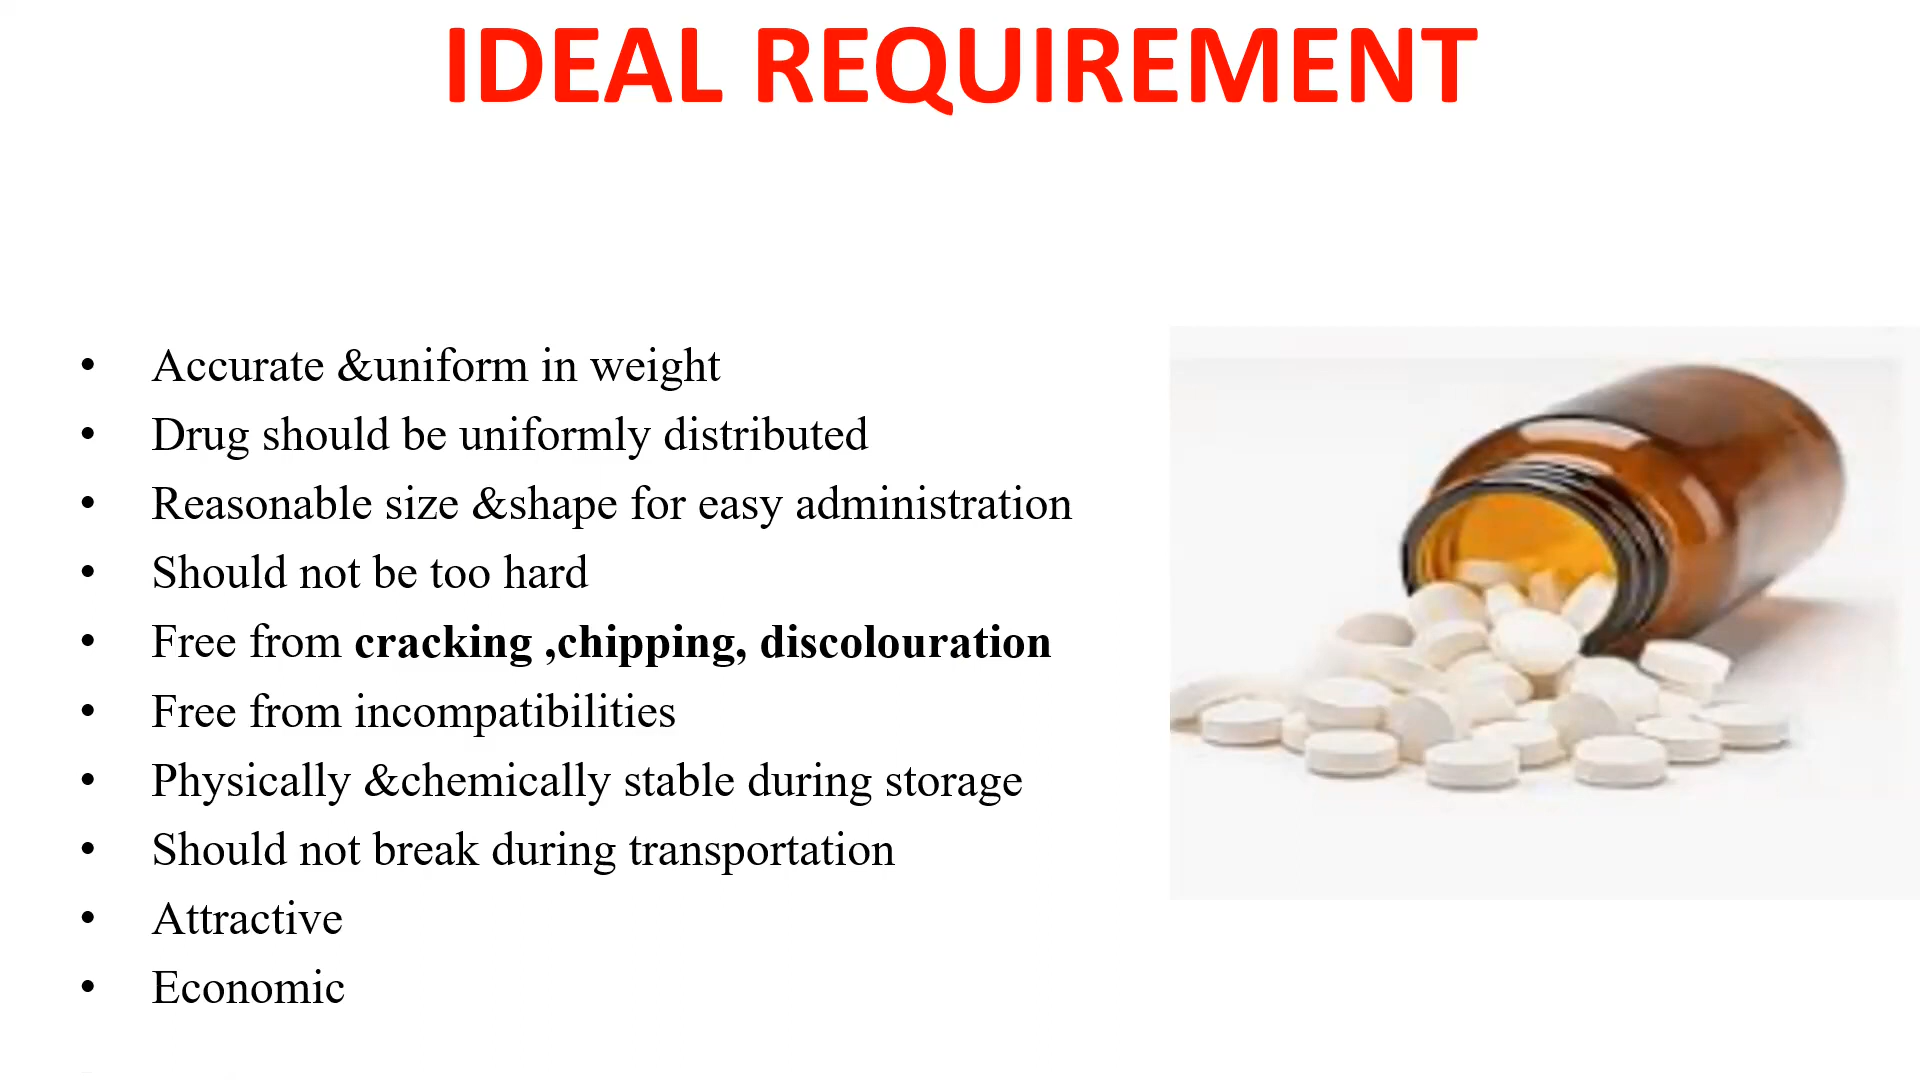 IDEAL REQUIREMENT
• Accurate &uniform in weight
• Drug should be uniformly distributed
• Reasonable size &shape for easy administration
• Should not be too hard
• Free from cracking ,chipping, discolouration
• Free from incompatibilities
• Physically &chemically stable during storage
• Should not break during transportation
• Attractive
• Economic